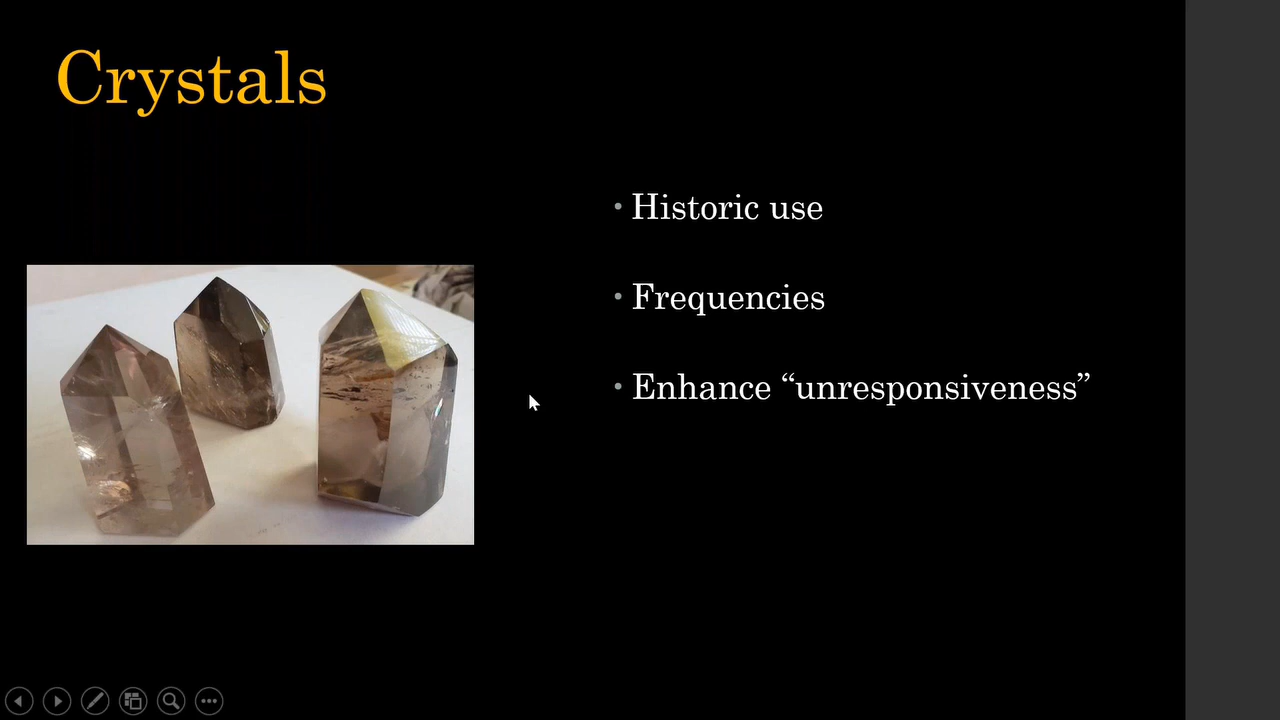 Crystals
• Historic use
• Frequencies
• Enhance “unresponsiveness”